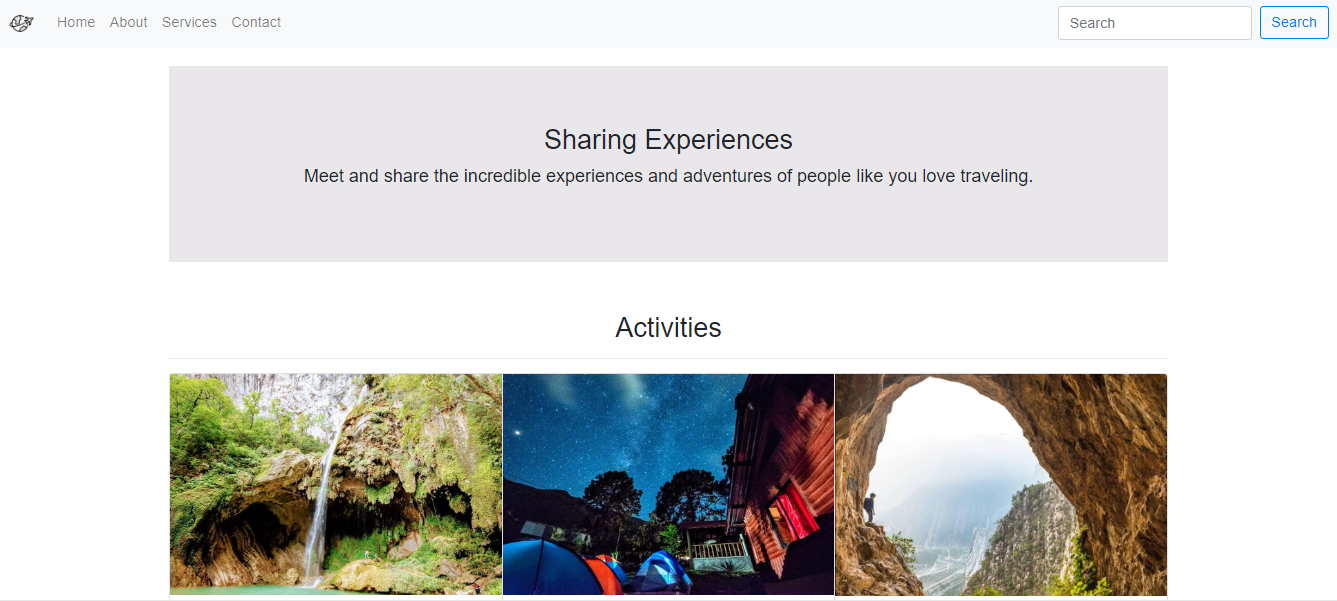 Home About Services Contact Search Search
Sharing Experiences
Meet and share the incredible experiences and adventures of people like you love traveling.
Activities